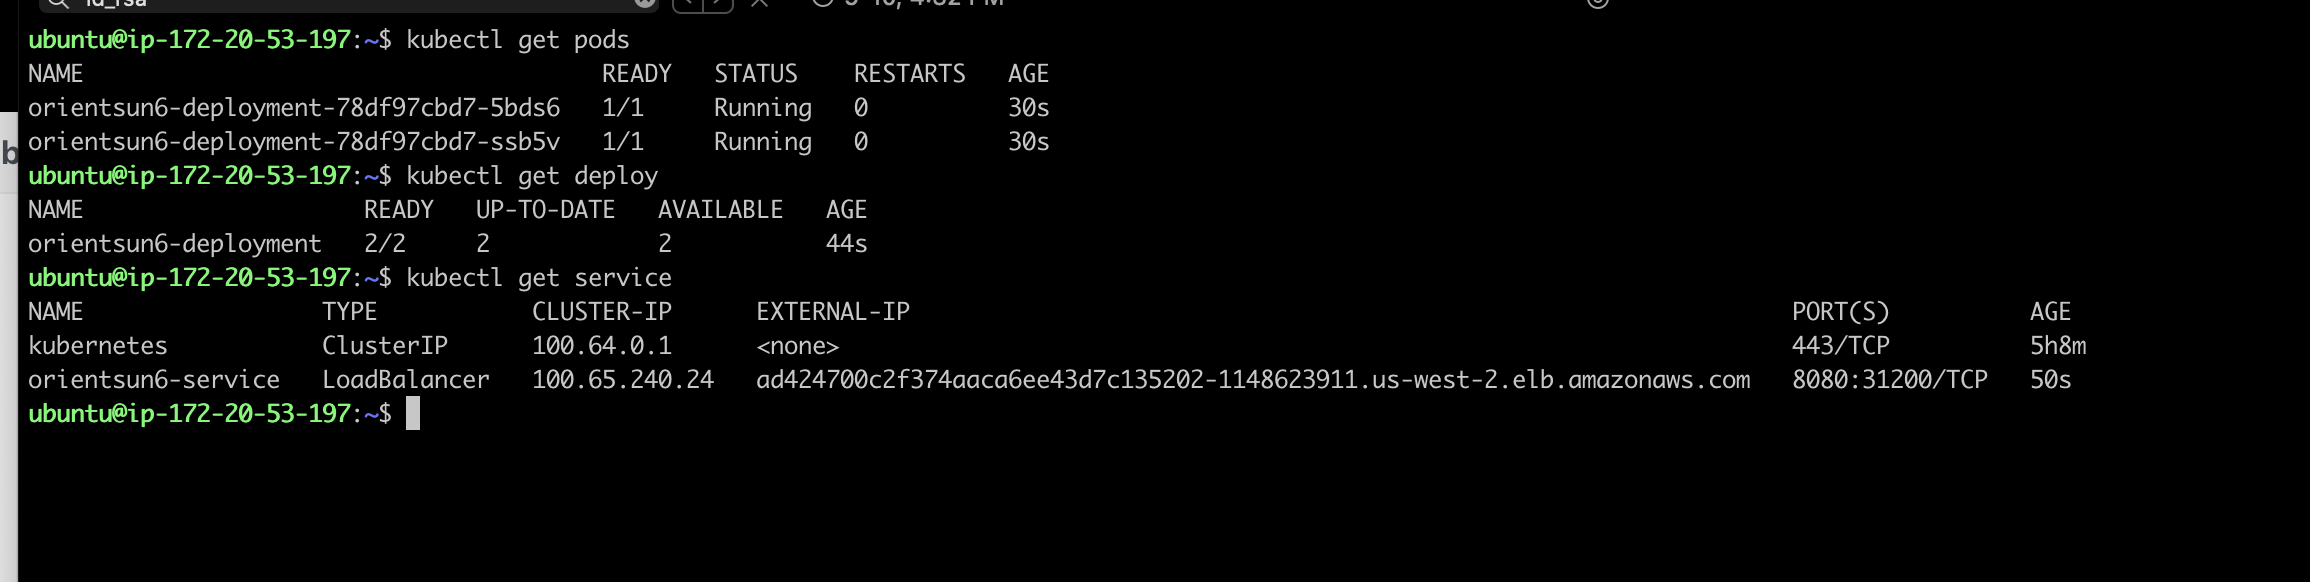 id_rsa
ubuntu@ip-172-20-53-197:~$ kubectl get pods
NAME READY STATUS RESTARTS AGE
orientsun6-deployment-78df97cbd7-5bds6 1/1 Running 0 30s
orientsun6-deployment-78df97cbd7-ssb5v 1/1 Running 0 30s
ubuntu@ip-172-20-53-197:~$ kubectl get deploy
NAME READY UP-TO-DATE AVAILABLE AGE
orientsun6-deployment 2/2 2 2 44s
ubuntu@ip-172-20-53-197:~$ kubectl get service
NAME TYPE CLUSTER-IP EXTERNAL-IP PORT(S) AGE
kubernetes ClusterIP 100.64.0.1 <none> 443/TCP 5h8m
orientsun6-service LoadBalancer 100.65.240.24 ad424700c2f374aaca6ee43d7c135202-1148623911.us-west-2.elb.amazonaws.com 8080:31200/TCP 50s
ubuntu@ip-172-20-53-197:~$